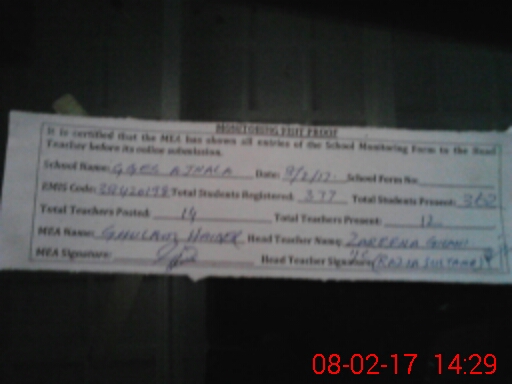 MONITORING VISIT PROOF
It is certified that the MEA has shown all entries of the School Monitoring Form to the Head
Teacher before its online submission.
School Name: GGES Date: 8/2/17 School Form No.
EMIS Code: Total Students Registered: 377 Total Students Present: 362
Total Teachers Posted: 14 Total Teachers Present: 12
MEA Name: GHULAM HAIDER Head Teacher Name: ZAREENA
MEA Signature: Head Teacher Signature: (RAZIA SULTANA)
08-02-17 14:29